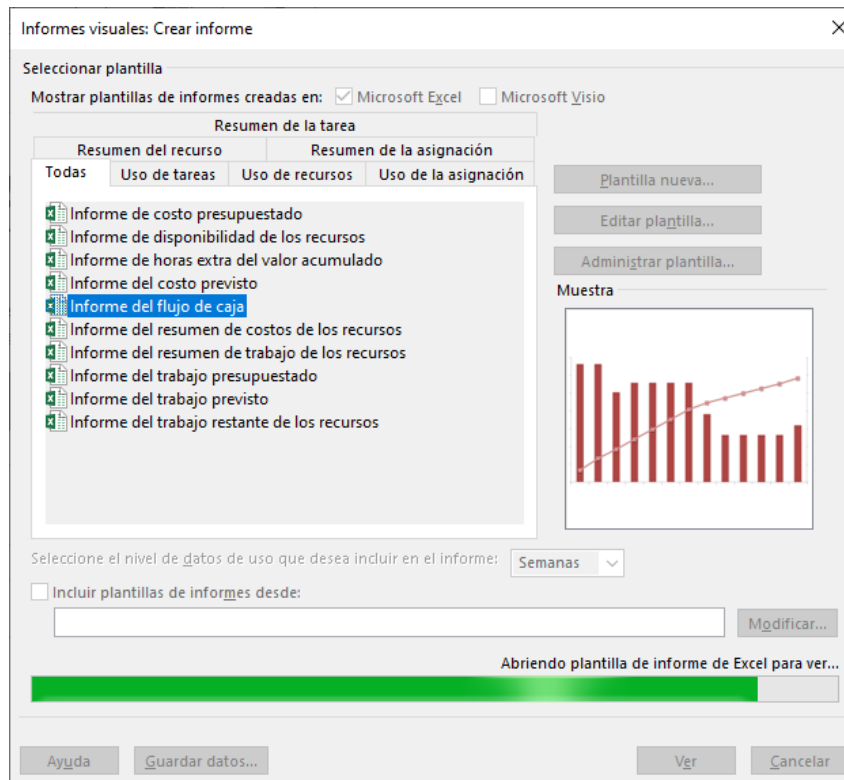 Informes visuales: Crear informe
Seleccionar plantilla
Mostrar plantillas de informes creadas en: Microsoft Excel Microsoft Visio
Resumen de la tarea
Resumen del recurso Resumen de la asignación
Todas Uso de tareas Uso de recursos Uso de la asignación
Informe de costo presupuestado
Informe de disponibilidad de los recursos
Informe de horas extra del valor acumulado
Informe del costo previsto
Informe del flujo de caja
Informe del resumen de costos de los recursos
Informe del resumen de trabajo de los recursos
Informe del trabajo presupuestado
Informe del trabajo previsto
Informe del trabajo restante de los recursos
Plantilla nueva...
Editar plantilla...
Administrar plantilla...
Muestra
Seleccione el nivel de datos de uso que desea incluir en el informe: Semanas
Incluir plantillas de informes desde:
Modificar...
Abriendo plantilla de informe de Excel para ver...
Ayuda Guardar datos... Ver Cancelar